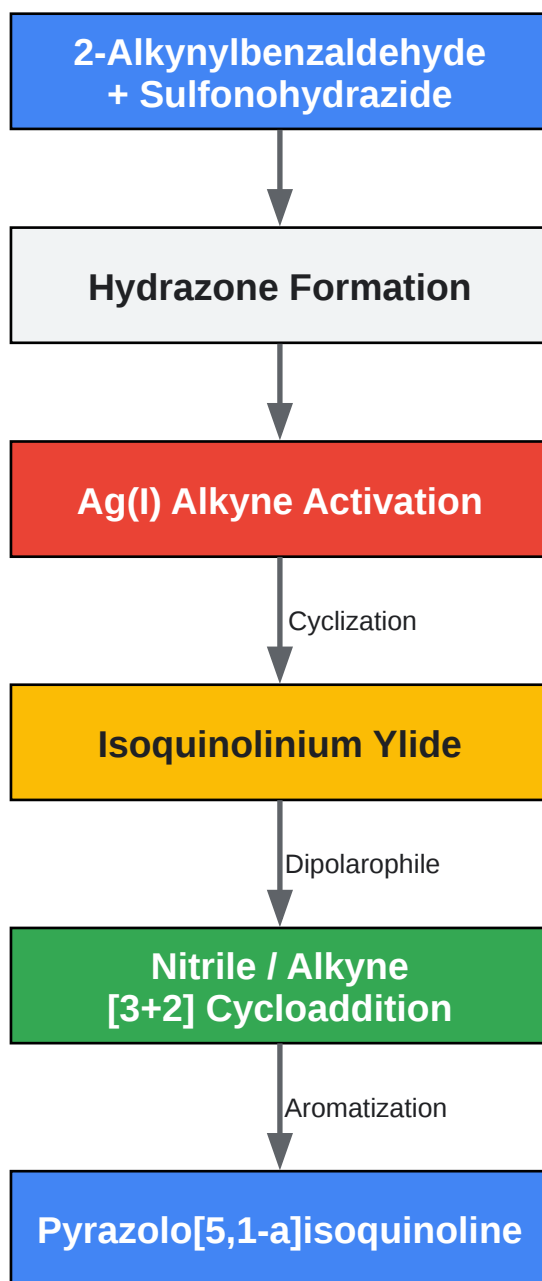 2-Alkynylbenzaldehyde
+ Sulfonohydrazide
Hydrazone Formation
Ag(I) Alkyne Activation
Cyclization
Isoquinolinium Ylide
Dipolarophile
Nitrile / Alkyne
[3+2] Cycloaddition
Aromatization
Pyrazolo[5,1-a]isoquinoline